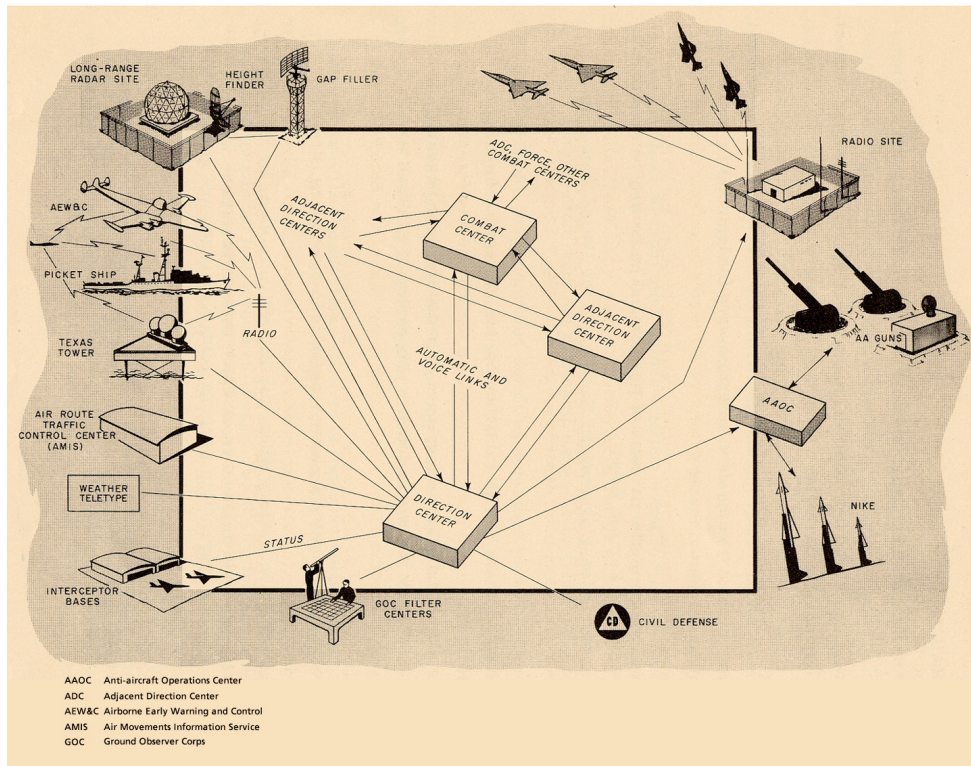 LONG-RANGE
RADAR SITE
HEIGHT
FINDER
GAP FILLER
RADIO SITE
ADC, FORCE, OTHER
COMBAT CENTERS
AEW&C
ADJACENT
DIRECTION
CENTERS
COMBAT
CENTER
PICKET SHIP
RADIO
ADJACENT
DIRECTION
CENTER
TEXAS
TOWER
AA GUNS
AUTOMATIC AND
VOICE LINKS
AIR ROUTE
TRAFFIC
CONTROL CENTER
(AMIS)
AAOC
WEATHER
TELETYPE
DIRECTION
CENTER
NIKE
STATUS
INTERCEPTOR
BASES
GOC FILTER
CENTERS
CD
CIVIL DEFENSE
AAOC Anti-aircraft Operations Center
ADC Adjacent Direction Center
AEW&C Airborne Early Warning and Control
AMIS Air Movements Information Service
GOC Ground Observer Corps